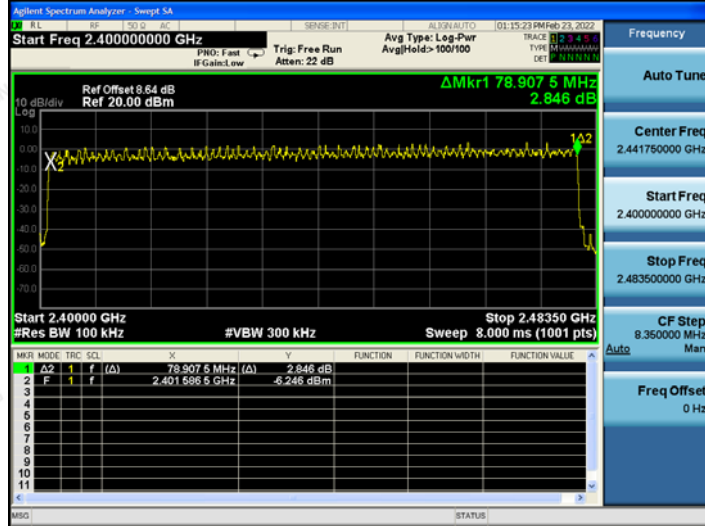 Agilent Spectrum Analyzer - Swept SA
LXI RL RF 50 Ω AC SENSE:INT ALIGN AUTO 01:15:23 PM Feb 23, 2022
Start Freq 2.400000000 GHz
PNO: Fast
IFGain:Low
Trig: Free Run
Atten: 22 dB
Avg Type: Log-Pwr
Avg|Hold:> 100/100
TRACE 1 2 3 4 5 6
TYPE M
DET P N N N N N
Frequency
Auto Tune
Center Freq
2.441750000 GHz
Start Freq
2.400000000 GHz
Stop Freq
2.483500000 GHz
CF Step
8.350000 MHz
Auto Man
Freq Offset
0 Hz
Ref Offset 8.64 dB
10 dB/div Ref 20.00 dBm
Log
ΔMkr1 78.907 5 MHz
2.846 dB
10.0
0.00
-10.0
-20.0
-30.0
-40.0
-50.0
-60.0
-70.0
1Δ2
2
Start 2.40000 GHz Stop 2.48350 GHz
#Res BW 100 kHz #VBW 300 kHz Sweep 8.000 ms (1001 pts)
MKR MODE TRC SCL X Y FUNCTION FUNCTION WIDTH FUNCTION VALUE
1 Δ2 1 f (Δ) 78.907 5 MHz (Δ) 2.846 dB
2 F 1 f 2.401 586 5 GHz -6.246 dBm
3
4
5
6
7
8
9
10
11
MSG STATUS